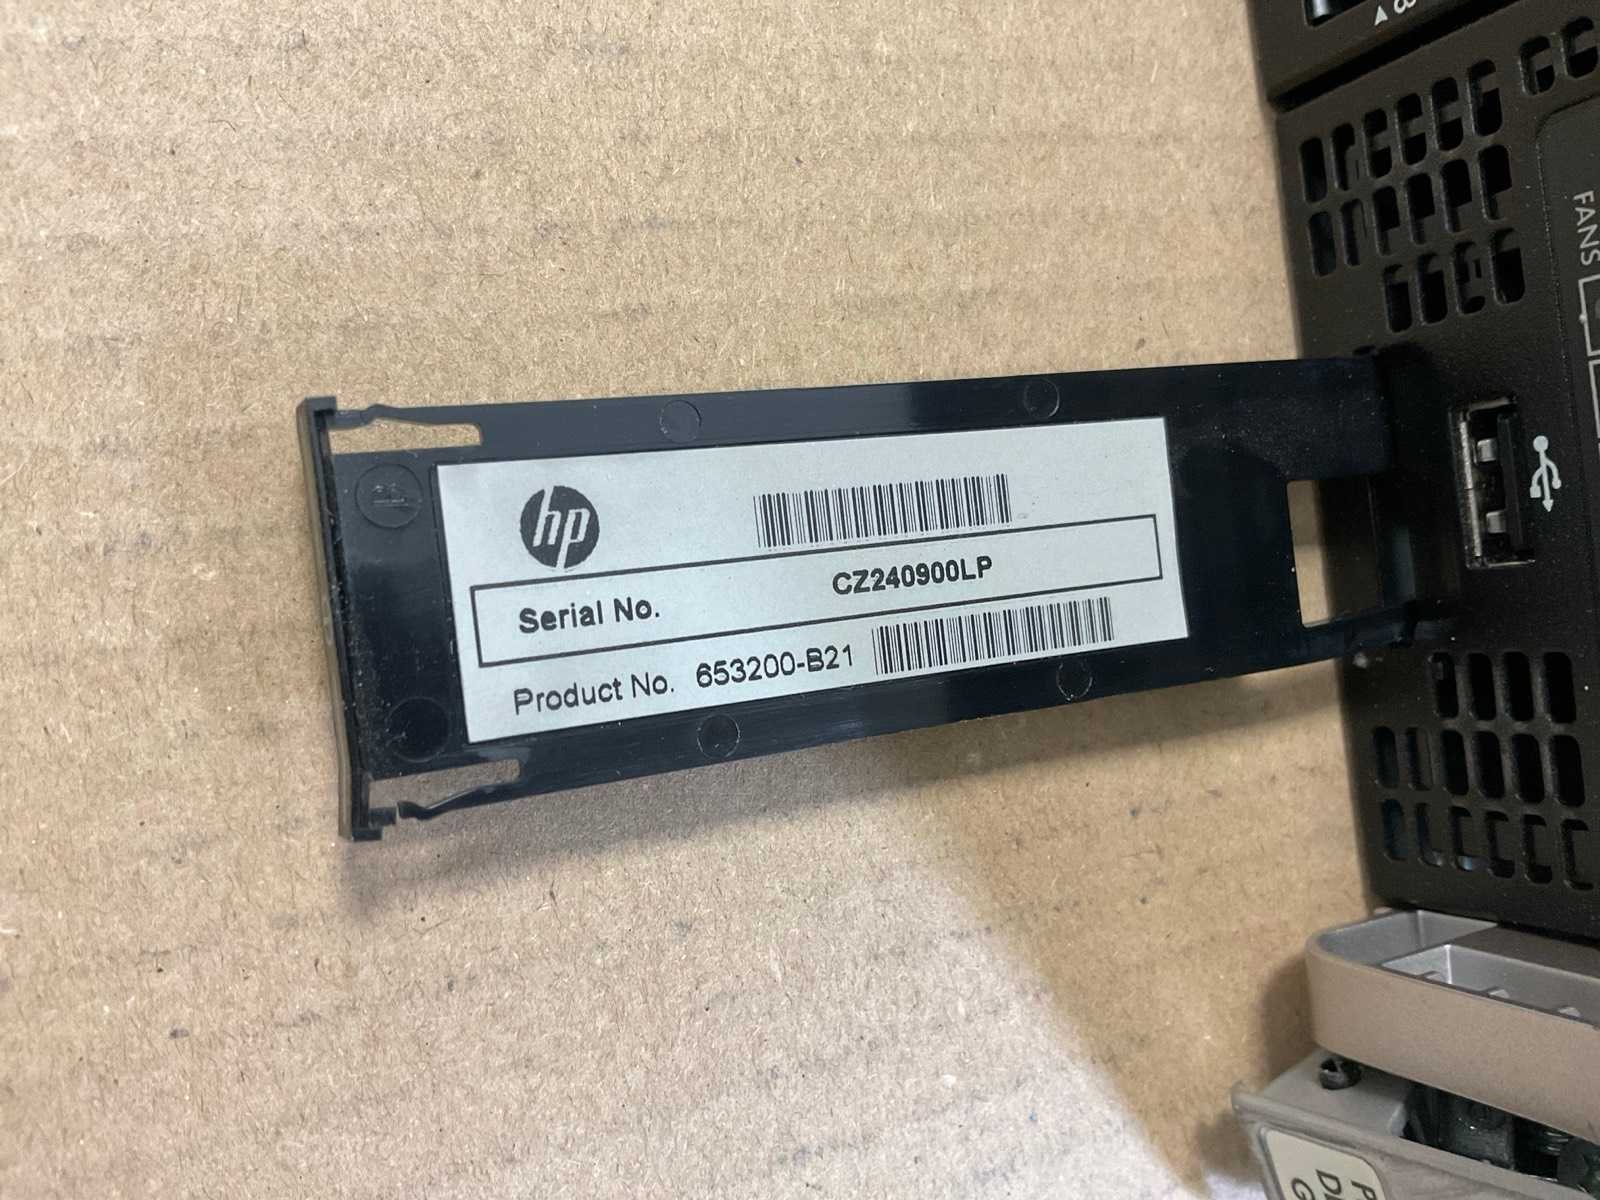 hp
Serial No. CZ240900LP
Product No. 653200-B21
FANS